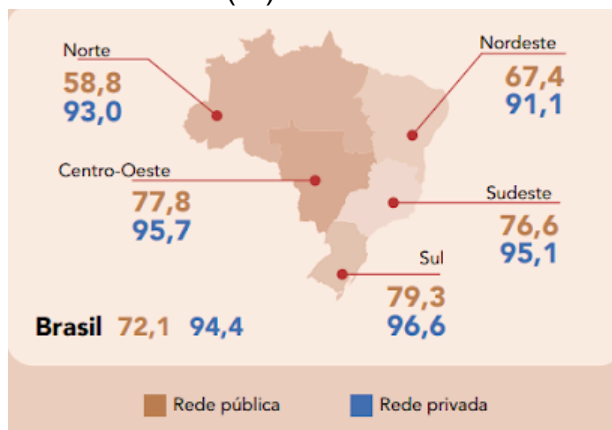 Norte
58,8
93,0
Nordeste
67,4
91,1
Centro-Oeste
77,8
95,7
Sudeste
76,6
95,1
Sul
79,3
96,6
Brasil 72,1 94,4
Rede pública Rede privada